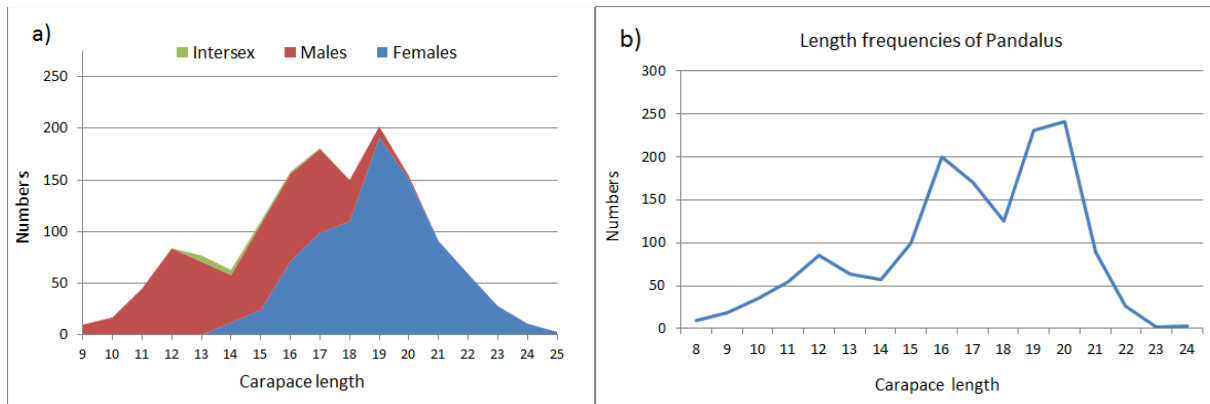 a)
Intersex Males Females
250
200
150
100
50
0
9 10 11 12 13 14 15 16 17 18 19 20 21 22 23 24 25
Numbers
Carapace length
b)
Length frequencies of Pandalus
300
250
200
150
100
50
0
8 9 10 11 12 13 14 15 16 17 18 19 20 21 22 23 24
Numbers
Carapace length